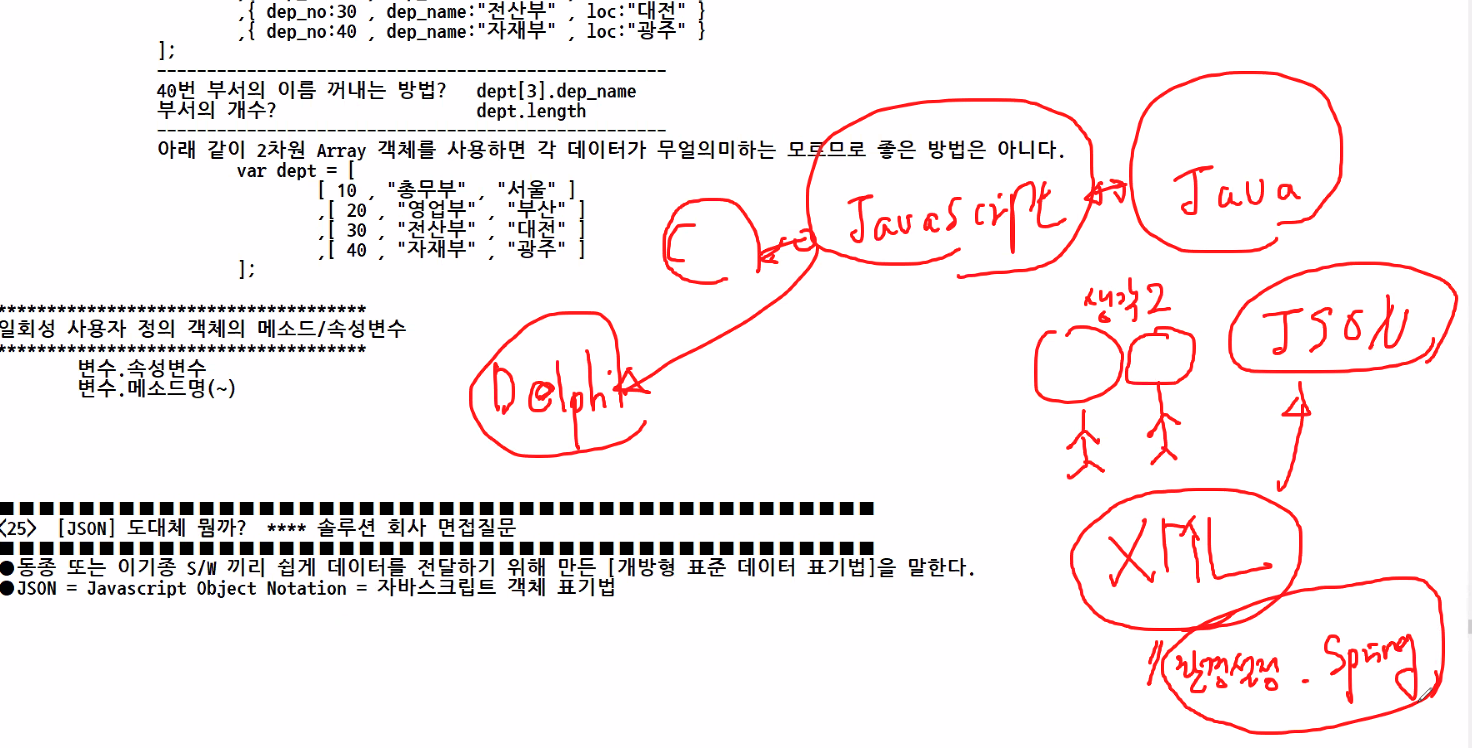 ,{ dep_no:30 , dep_name:"전산부" , loc:"대전" }
,{ dep_no:40 , dep_name:"자재부" , loc:"광주" }
];
---------------------------------------------------
40번 부서의 이름 꺼내는 방법? dept[3].dep_name
부서의 개수? dept.length
---------------------------------------------------
아래 같이 2차원 Array 객체를 사용하면 각 데이터가 무얼의미하는 모르므로 좋은 방법은 아니다.
var dept = [
[ 10 , "총무부" , "서울" ]
,[ 20 , "영업부" , "부산" ]
,[ 30 , "전산부" , "대전" ]
,[ 40 , "자재부" , "광주" ]
];
*************************************
일회성 사용자 정의 객체의 메소드/속성변수
*************************************
변수.속성변수
변수.메소드명(~)
■■■■■■■■■■■■■■■■■■■■■■■■■■■■■■■■■■■■■■■■■■■■
<25> [JSON] 도대체 뭘까? **** 솔루션 회사 면접질문
■■■■■■■■■■■■■■■■■■■■■■■■■■■■■■■■■■■■■■■■■■■■
●동종 또는 이기종 S/W 끼리 쉽게 데이터를 전달하기 위해 만든 [개방형 표준 데이터 표기법]을 말한다.
●JSON = Javascript Object Notation = 자바스크립트 객체 표기법
Java
Javascript
C
Delphi
생각2
JSON
XML
환경설정 . Spring